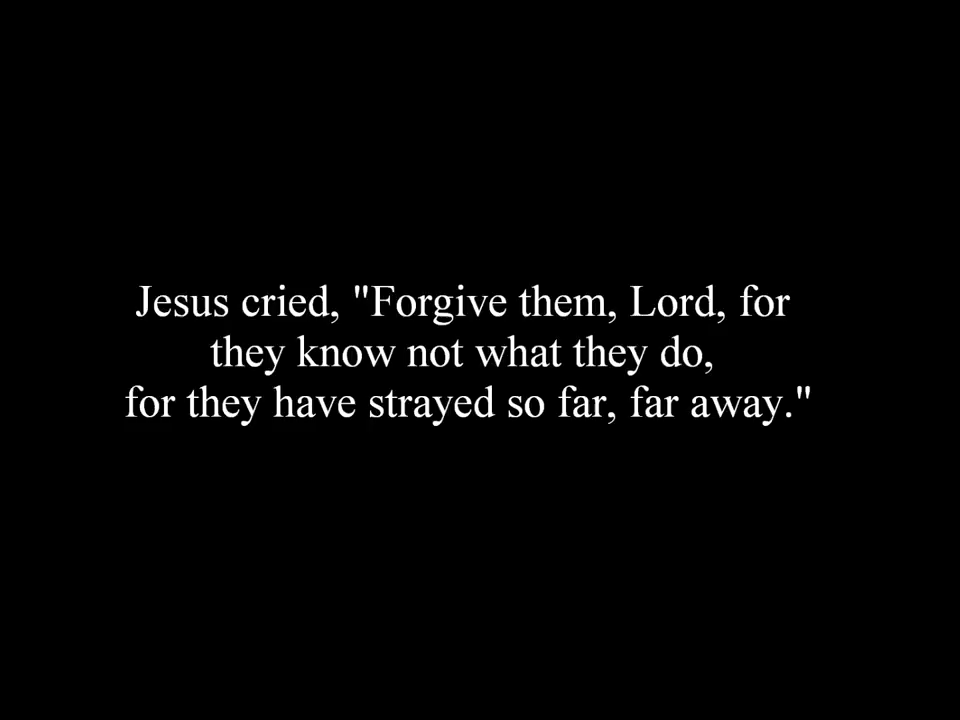 Jesus cried, "Forgive them, Lord, for
they know not what they do,
for they have strayed so far, far away."